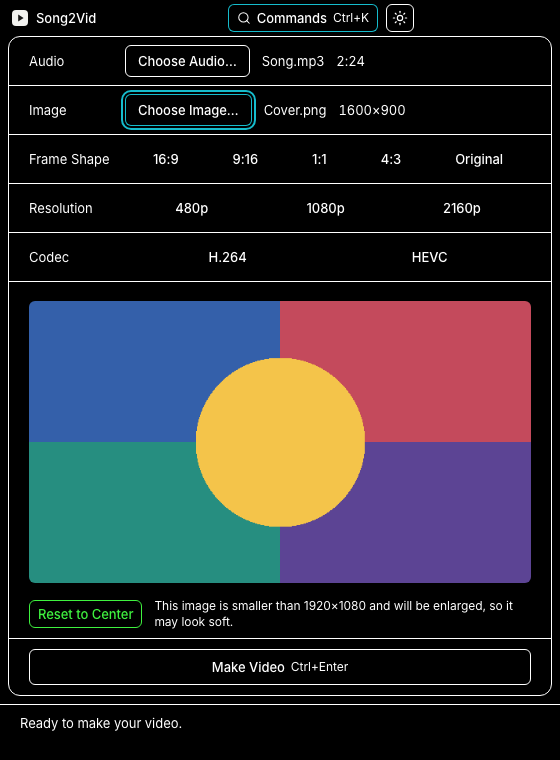 Song2Vid
Commands Ctrl+K
Audio Choose Audio... Song.mp3 2:24
Image Choose Image... Cover.png 1600×900
Frame Shape 16:9 9:16 1:1 4:3 Original
Resolution 480p 1080p 2160p
Codec H.264 HEVC
Reset to Center
This image is smaller than 1920×1080 and will be enlarged, so it
may look soft.
Make Video Ctrl+Enter
Ready to make your video.